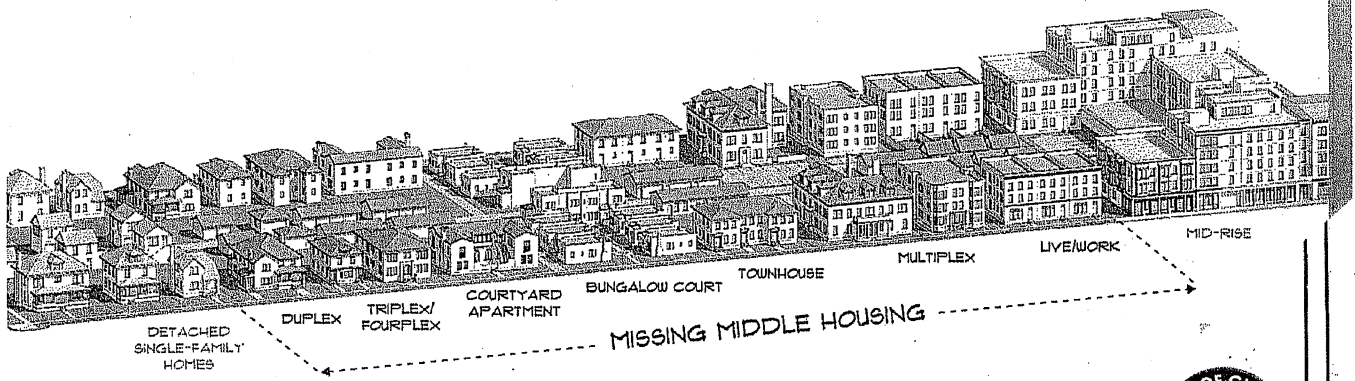 DETACHED
SINGLE-FAMILY
HOMES
DUPLEX
TRIPLEX/
FOURPLEX
COURTYARD
APARTMENT
BUNGALOW COURT
TOWNHOUSE
MULTIPLEX
LIVE/WORK
MID-RISE
MISSING MIDDLE HOUSING